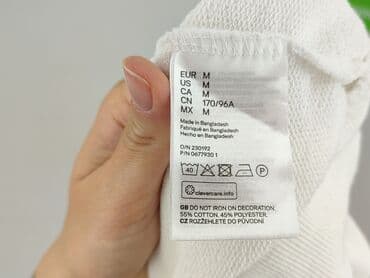 EUR M
US M
CA M
CN 170/96A
MX M
Made in Bangladesh
Fabriqué en Bangladesh
Hecho en Bangladesh
O/N 230192
P/N 0677930 1
40
P
clevercare.info
GB DO NOT IRON ON DECORATION.
55% COTTON. 45% POLYESTER.
CZ ROZŽEHLETE DO PŮVODNÍ